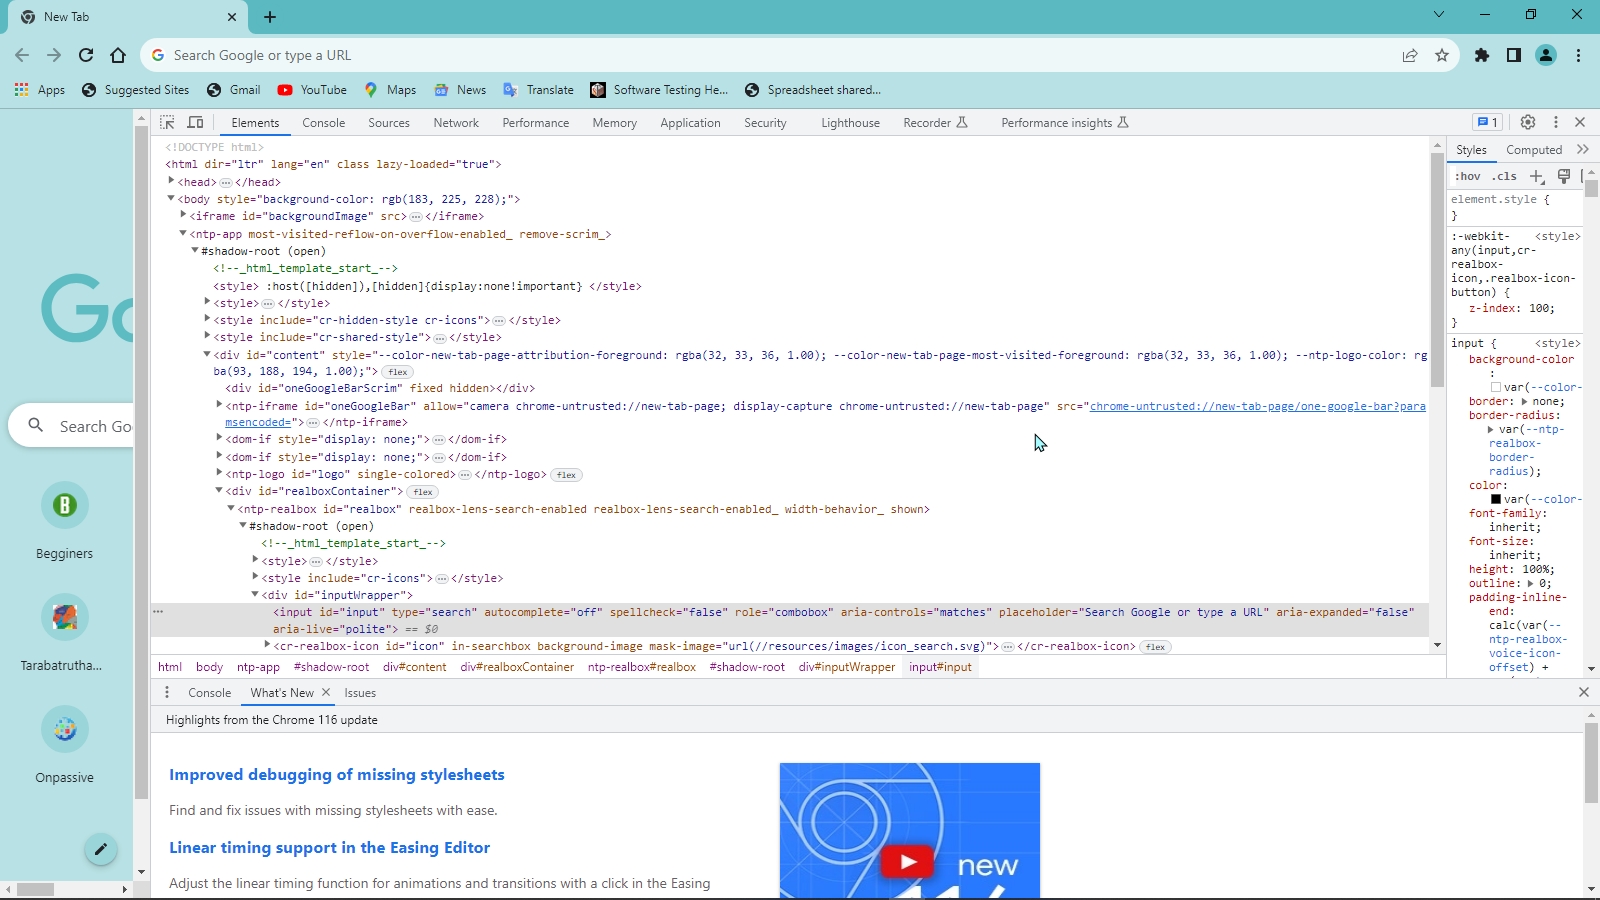 New Tab
Search Google or type a URL
Apps Suggested Sites Gmail YouTube Maps News Translate Software Testing He... Spreadsheet shared...
Elements Console Sources Network Performance Memory Application Security Lighthouse Recorder Performance insights 1
<!DOCTYPE html>
<html dir="ltr" lang="en" class lazy-loaded="true">
<head>…</head>
<body style="background-color: rgb(183, 225, 228);">
<iframe id="backgroundImage" src>…</iframe>
<ntp-app most-visited-reflow-on-overflow-enabled_ remove-scrim_>
#shadow-root (open)
<!--_html_template_start_-->
<style> :host([hidden]),[hidden]{display:none!important} </style>
<style>…</style>
<style include="cr-hidden-style cr-icons">…</style>
<style include="cr-shared-style">…</style>
<div id="content" style="--color-new-tab-page-attribution-foreground: rgba(32, 33, 36, 1.00); --color-new-tab-page-most-visited-foreground: rgba(32, 33, 36, 1.00); --ntp-logo-color: rg
ba(93, 188, 194, 1.00);"> flex
<div id="oneGoogleBarScrim" fixed hidden></div>
<ntp-iframe id="oneGoogleBar" allow="camera chrome-untrusted://new-tab-page; display-capture chrome-untrusted://new-tab-page" src="chrome-untrusted://new-tab-page/one-google-bar?para
msencoded=">…</ntp-iframe>
<dom-if style="display: none;">…</dom-if>
<dom-if style="display: none;">…</dom-if>
<ntp-logo id="logo" single-colored>…</ntp-logo> flex
<div id="realboxContainer"> flex
<ntp-realbox id="realbox" realbox-lens-search-enabled realbox-lens-search-enabled_ width-behavior_ shown>
#shadow-root (open)
<!--_html_template_start_-->
<style>…</style>
<style include="cr-icons">…</style>
<div id="inputWrapper">
<input id="input" type="search" autocomplete="off" spellcheck="false" role="combobox" aria-controls="matches" placeholder="Search Google or type a URL" aria-expanded="false"
aria-live="polite"> == $0
<cr-realbox-icon id="icon" in-searchbox background-image mask-image="url(//resources/images/icon_search.svg)">…</cr-realbox-icon> flex
html body ntp-app #shadow-root div#content div#realboxContainer ntp-realbox#realbox #shadow-root div#inputWrapper input#input
Styles Computed
:hov .cls
element.style {
}
:-webkit- <style>
any(input,cr-
realbox-
icon,.realbox-icon-
button) {
z-index: 100;
}
input { <style>
background-color
:
var(--color-
border: none;
border-radius:
var(--ntp-
realbox-
border-
radius);
color:
var(--color-
font-family:
inherit;
font-size:
inherit;
height: 100%;
outline: 0;
padding-inline-
end:
calc(var(--
ntp-realbox-
voice-icon-
offset) +
Go
Search Go
B
Begginers
Tarabatrutha...
Onpassive
Console What's New Issues
Highlights from the Chrome 116 update
Improved debugging of missing stylesheets
Find and fix issues with missing stylesheets with ease.
Linear timing support in the Easing Editor
Adjust the linear timing function for animations and transitions with a click in the Easing
new
116